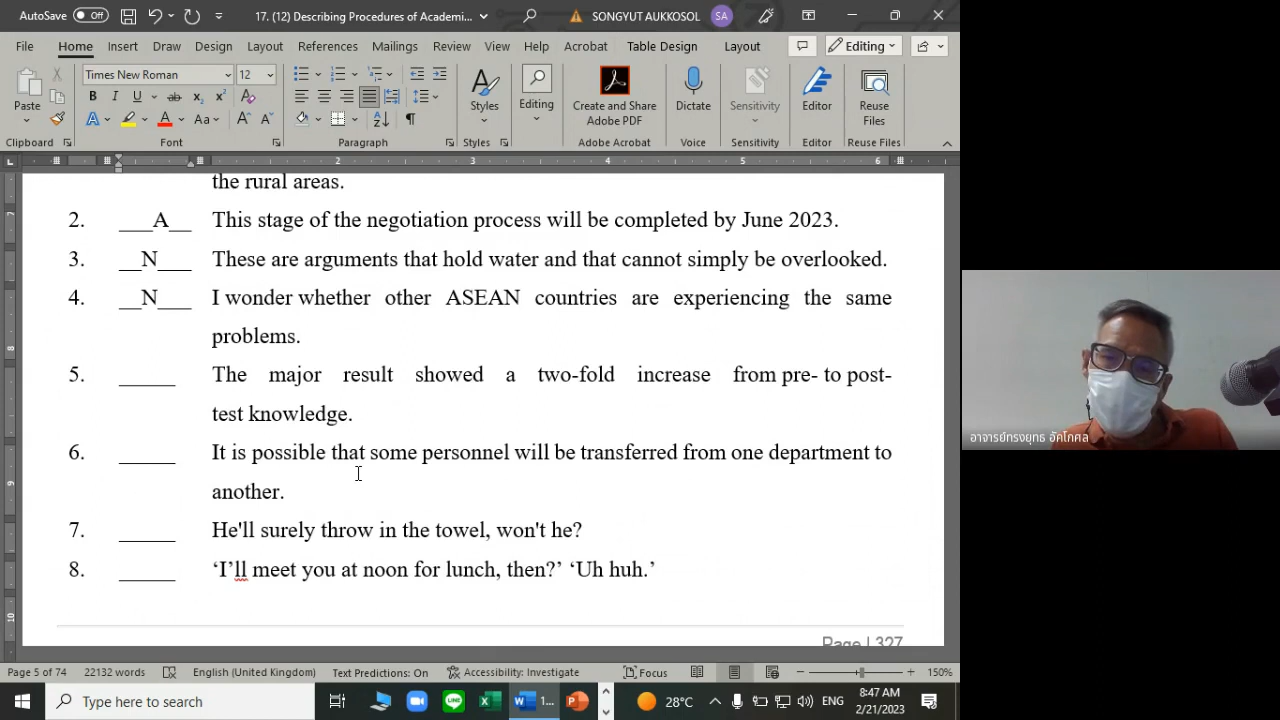 AutoSave Off 17. (12) Describing Procedures of Academi... SONGYUT AUKKOSOL SA
File Home Insert Draw Design Layout References Mailings Review View Help Acrobat Table Design Layout Editing
Times New Roman 12
Paste Styles Editing Create and Share Adobe PDF Dictate Sensitivity Editor Reuse Files
Clipboard Font Paragraph Styles Adobe Acrobat Voice Sensitivity Editor Reuse Files
the rural areas.
2. ___A__ This stage of the negotiation process will be completed by June 2023.
3. __N___ These are arguments that hold water and that cannot simply be overlooked.
4. __N___ I wonder whether other ASEAN countries are experiencing the same
problems.
5. _____ The major result showed a two-fold increase from pre- to post-
test knowledge.
6. _____ It is possible that some personnel will be transferred from one department to
another.
7. _____ He'll surely throw in the towel, won't he?
8. _____ ‘I’ll meet you at noon for lunch, then?’ ‘Uh huh.’
Page | 327
อาจารย์ทรงยุทธ อัคโกศล
Page 5 of 74 22132 words English (United Kingdom) Text Predictions: On Accessibility: Investigate Focus 150%
Type here to search 1... 28°C ENG 8:47 AM
2/21/2023